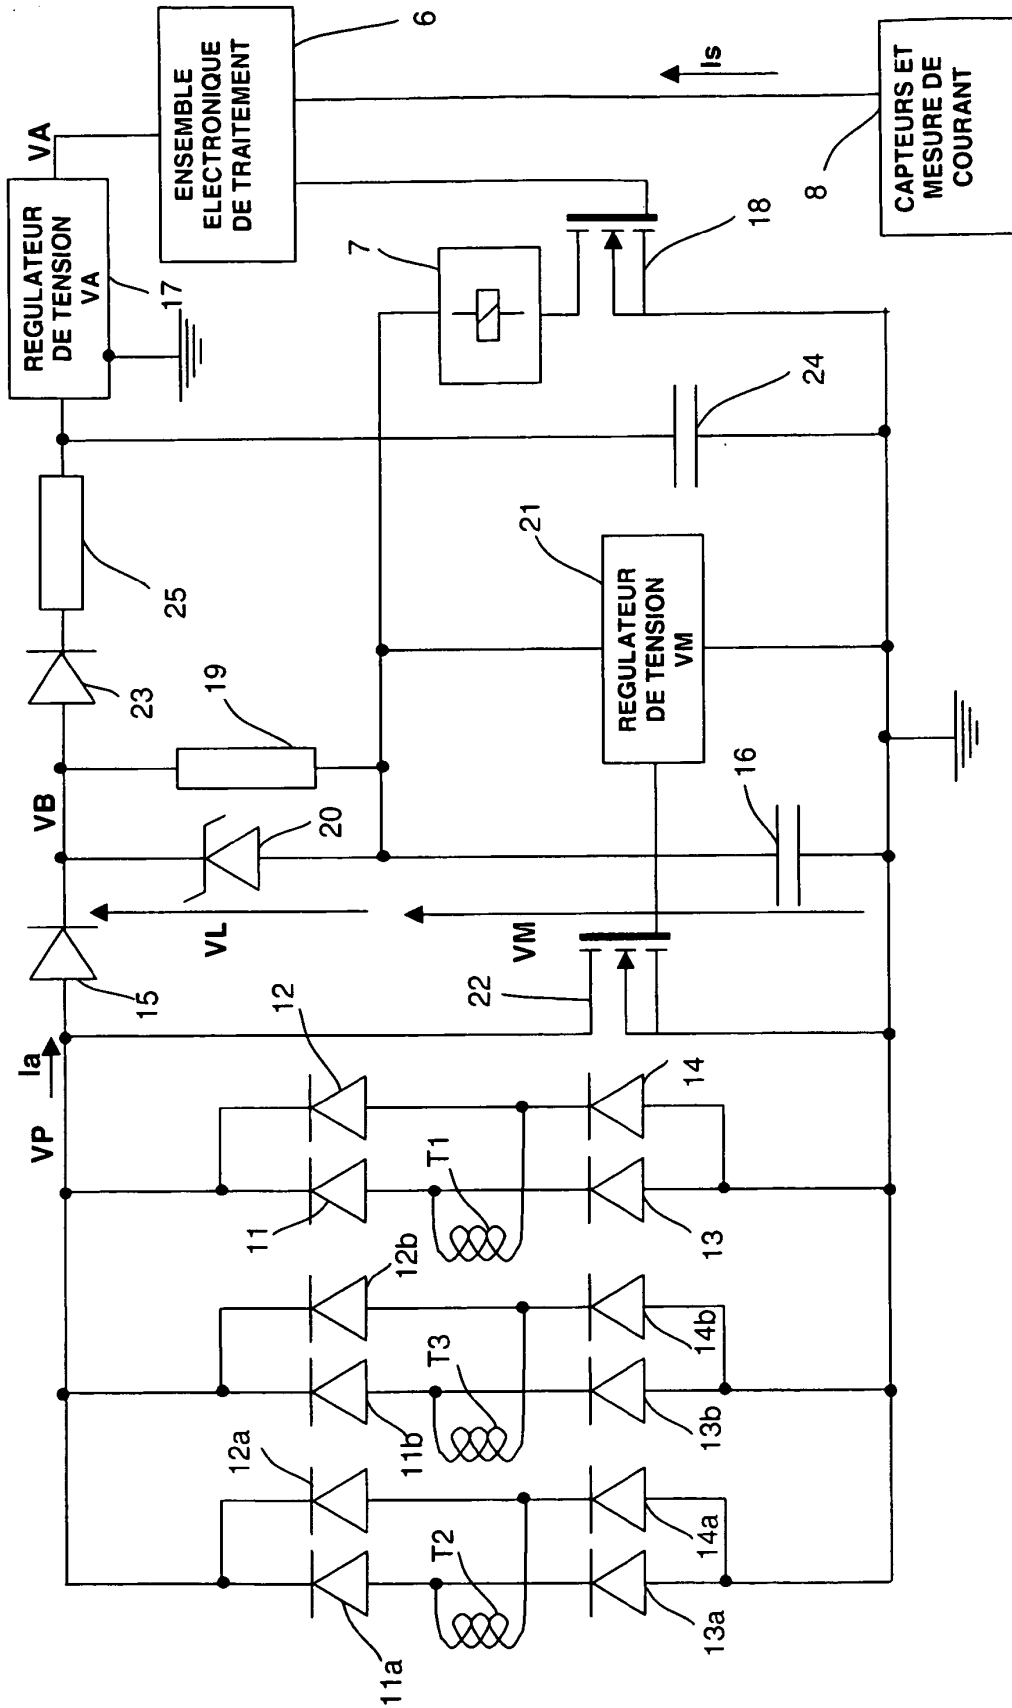 VP
Ia
15
VB
23
25
19
20
VL
VM
REGULATEUR
DE TENSION
VA
17
VA
ENSEMBLE
ELECTRONIQUE
DE TRAITEMENT
6
7
18
Is
8
CAPTEURS ET
MESURE DE
COURANT
24
21
REGULATEUR
DE TENSION
VM
16
22
12
11
T1
14
13
12b
11b
T3
14b
13b
12a
11a
T2
14a
13a